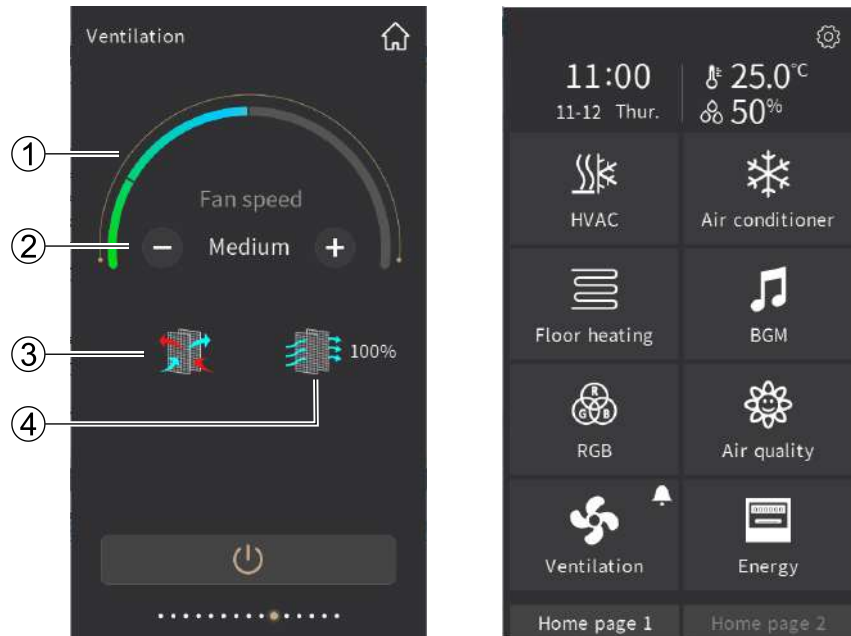 Ventilation
1
Fan speed
2
Medium
3
100%
4
11:00
11-12 Thur.
25.0°C
50%
HVAC
Air conditioner
Floor heating
BGM
R
G B
RGB
Air quality
Ventilation
Energy
Home page 1
Home page 2